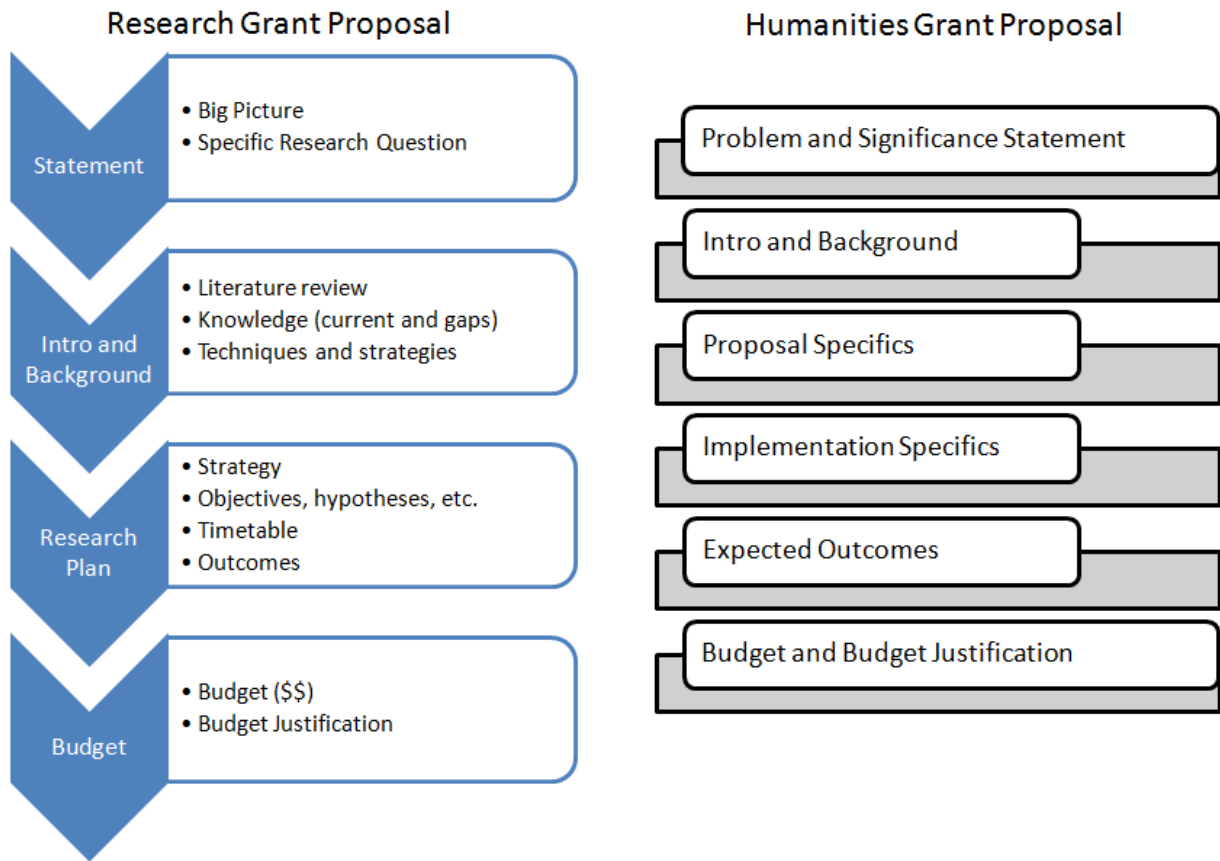 Research Grant Proposal
Statement
• Big Picture
• Specific Research Question
Intro and
Background
• Literature review
• Knowledge (current and gaps)
• Techniques and strategies
Research
Plan
• Strategy
• Objectives, hypotheses, etc.
• Timetable
• Outcomes
Budget
• Budget ($$)
• Budget Justification
Humanities Grant Proposal
Problem and Significance Statement
Intro and Background
Proposal Specifics
Implementation Specifics
Expected Outcomes
Budget and Budget Justification